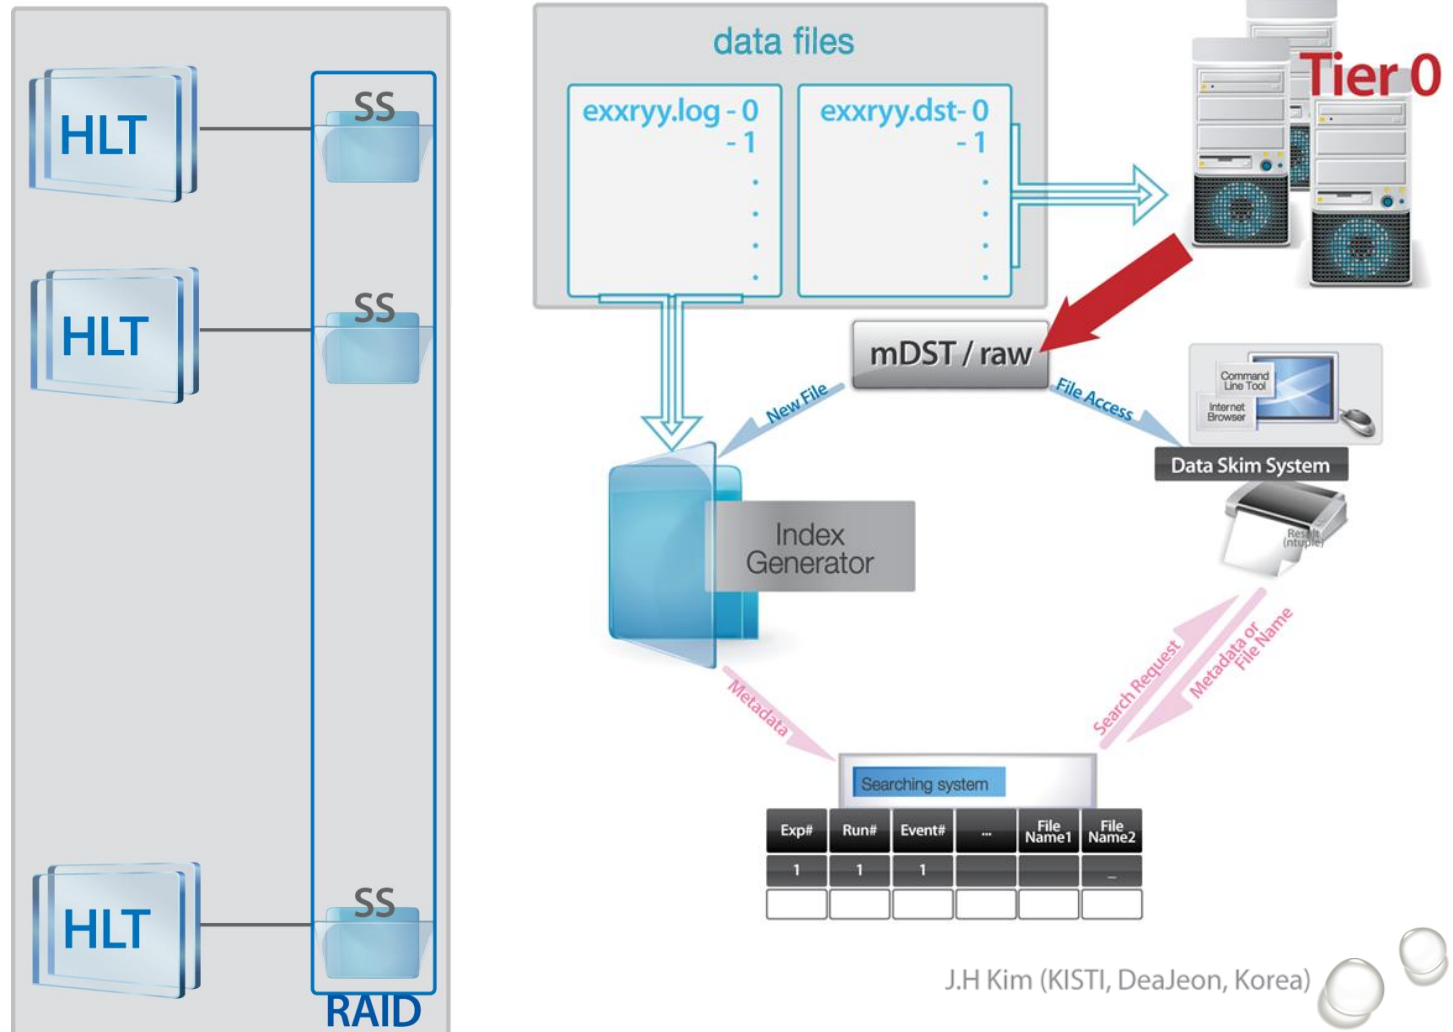 HLT
SS
HLT
SS
HLT
SS
RAID
data files
exxryy.log - 0
- 1
exxryy.dst- 0
- 1
Tier 0
mDST / raw
New File
File Access
Command
Line Tool
Internet
Browser
Data Skim System
Result
(ntuple)
Index
Generator
Metadata
Search Request
Metadata or
File Name
Searching system
Exp# Run# Event# ... File Name1 File Name2
1 1 1 _
J.H Kim (KISTI, DeaJeon, Korea)